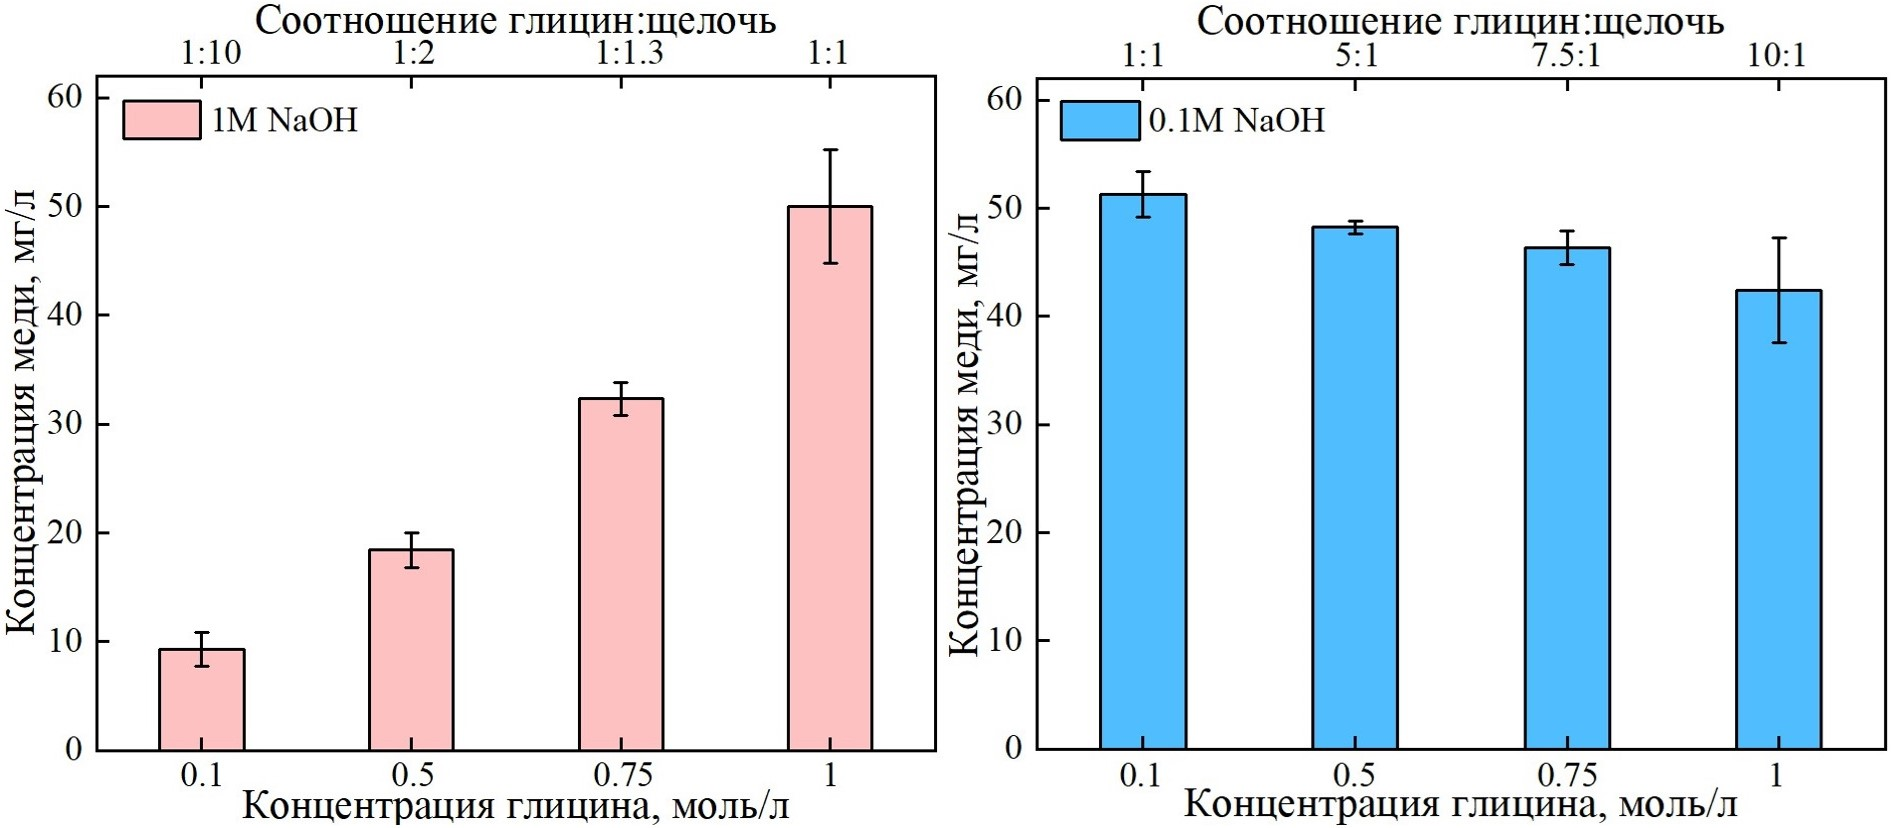 Соотношение глицин:щелочь
1:10 1:2 1:1.3 1:1
1M NaOH
Концентрация меди, мг/л
60
50
40
30
20
10
0
0.1 0.5 0.75 1
Концентрация глицина, моль/л
Соотношение глицин:щелочь
1:1 5:1 7.5:1 10:1
0.1M NaOH
Концентрация меди, мг/л
60
50
40
30
20
10
0
0.1 0.5 0.75 1
Концентрация глицина, моль/л